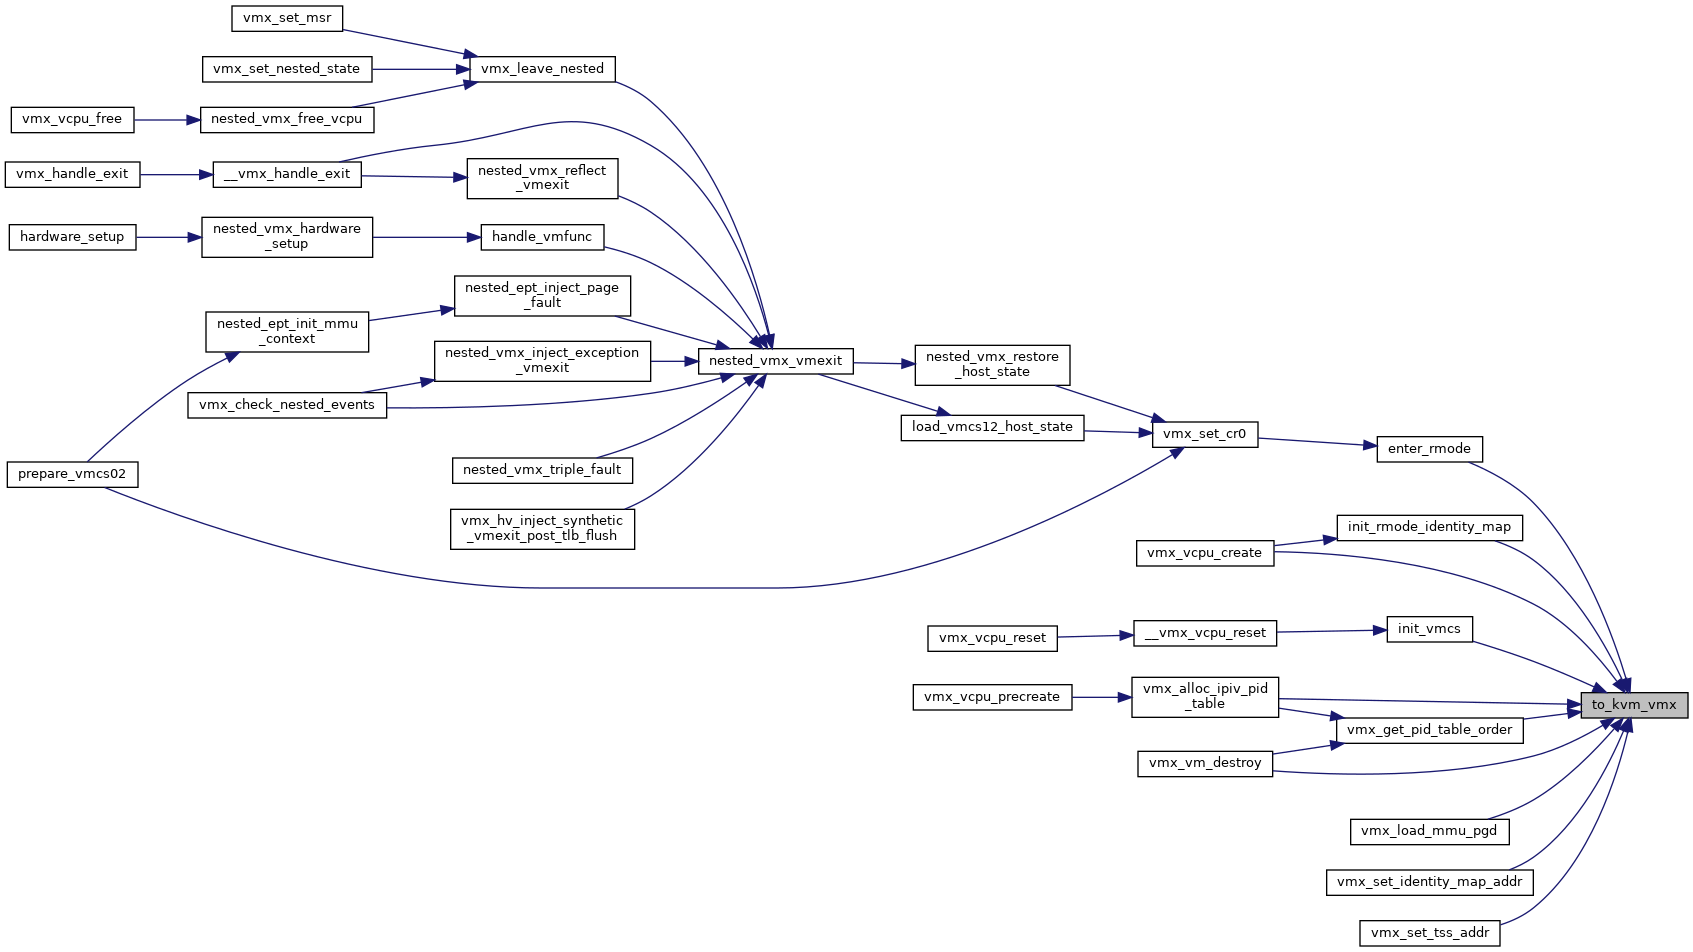 vmx_set_msr
vmx_set_nested_state
vmx_leave_nested
vmx_vcpu_free
nested_vmx_free_vcpu
vmx_handle_exit
__vmx_handle_exit
nested_vmx_reflect
_vmexit
hardware_setup
nested_vmx_hardware
_setup
handle_vmfunc
nested_ept_inject_page
_fault
nested_ept_init_mmu
_context
nested_vmx_inject_exception
_vmexit
nested_vmx_vmexit
nested_vmx_restore
_host_state
vmx_check_nested_events
load_vmcs12_host_state
vmx_set_cr0
enter_rmode
prepare_vmcs02
nested_vmx_triple_fault
vmx_hv_inject_synthetic
_vmexit_post_tlb_flush
init_rmode_identity_map
vmx_vcpu_create
vmx_vcpu_reset
__vmx_vcpu_reset
init_vmcs
vmx_vcpu_precreate
vmx_alloc_ipiv_pid
_table
to_kvm_vmx
vmx_get_pid_table_order
vmx_vm_destroy
vmx_load_mmu_pgd
vmx_set_identity_map_addr
vmx_set_tss_addr